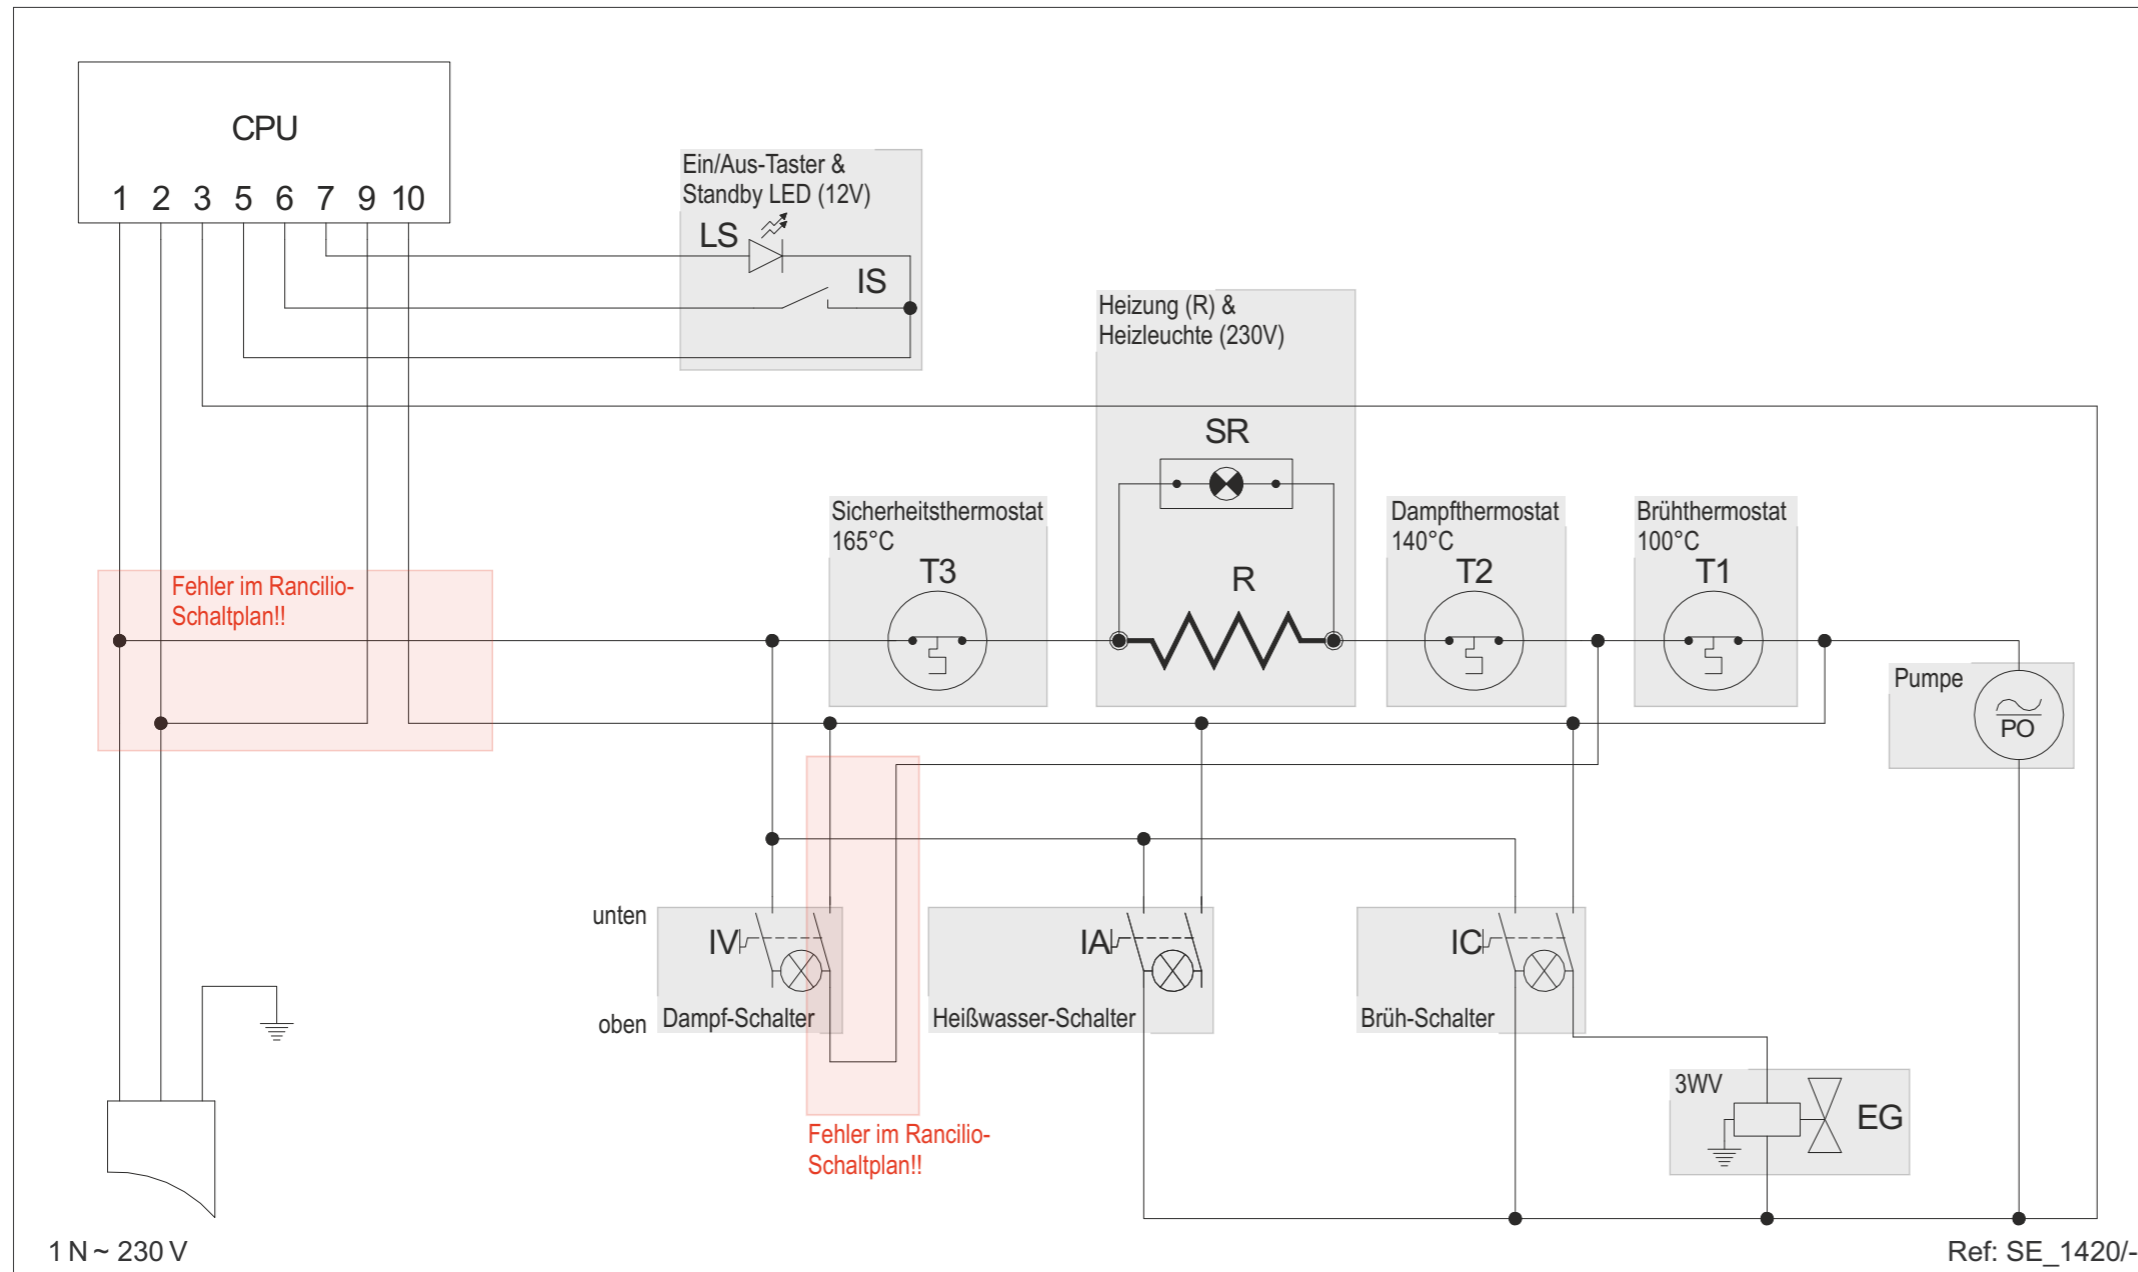 CPU
1 2 3 5 6 7 9 10
Ein/Aus-Taster &
Standby LED (12V)
LS
IS
Heizung (R) &
Heizleuchte (230V)
SR
Sicherheitsthermostat
165°C
T3
R
Dampfthermostat
140°C
T2
Brühthermostat
100°C
T1
Fehler im Rancilio-
Schaltplan!!
Pumpe
PO
unten
IV
IA
IC
oben
Dampf-Schalter
Heißwasser-Schalter
Brüh-Schalter
3WV
EG
Fehler im Rancilio-
Schaltplan!!
1 N ~ 230 V
Ref: SE_1420/-